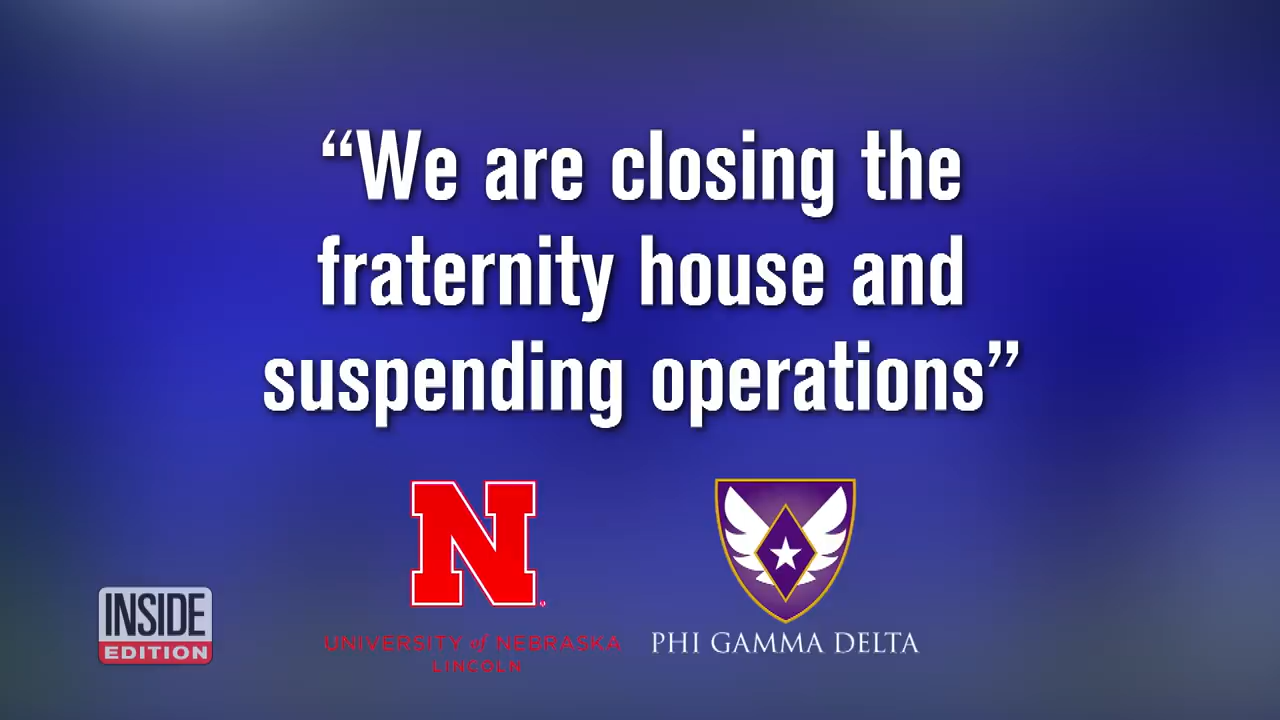 “We are closing the
fraternity house and
suspending operations”
N
UNIVERSITY of NEBRASKA
LINCOLN
PHI GAMMA DELTA
INSIDE
EDITION